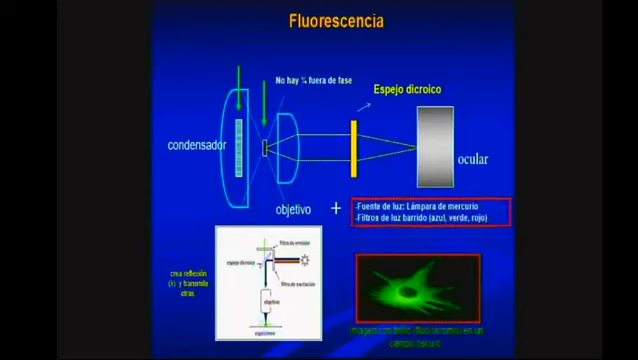 Fluorescencia
No hay ¼ fuera de fase
Espejo dicroico
condensador
ocular
objetivo
+
-Fuente de luz: Lámpara de mercurio
-Filtros de luz barrido (azul, verde, rojo)
filtro de emisión
espejo dicroico
filtro de excitación
objetivo
espécimen
crea reflexión
(λ) y transmite
otras.
imagen con brillo (fluorocromo) en un
campo oscuro